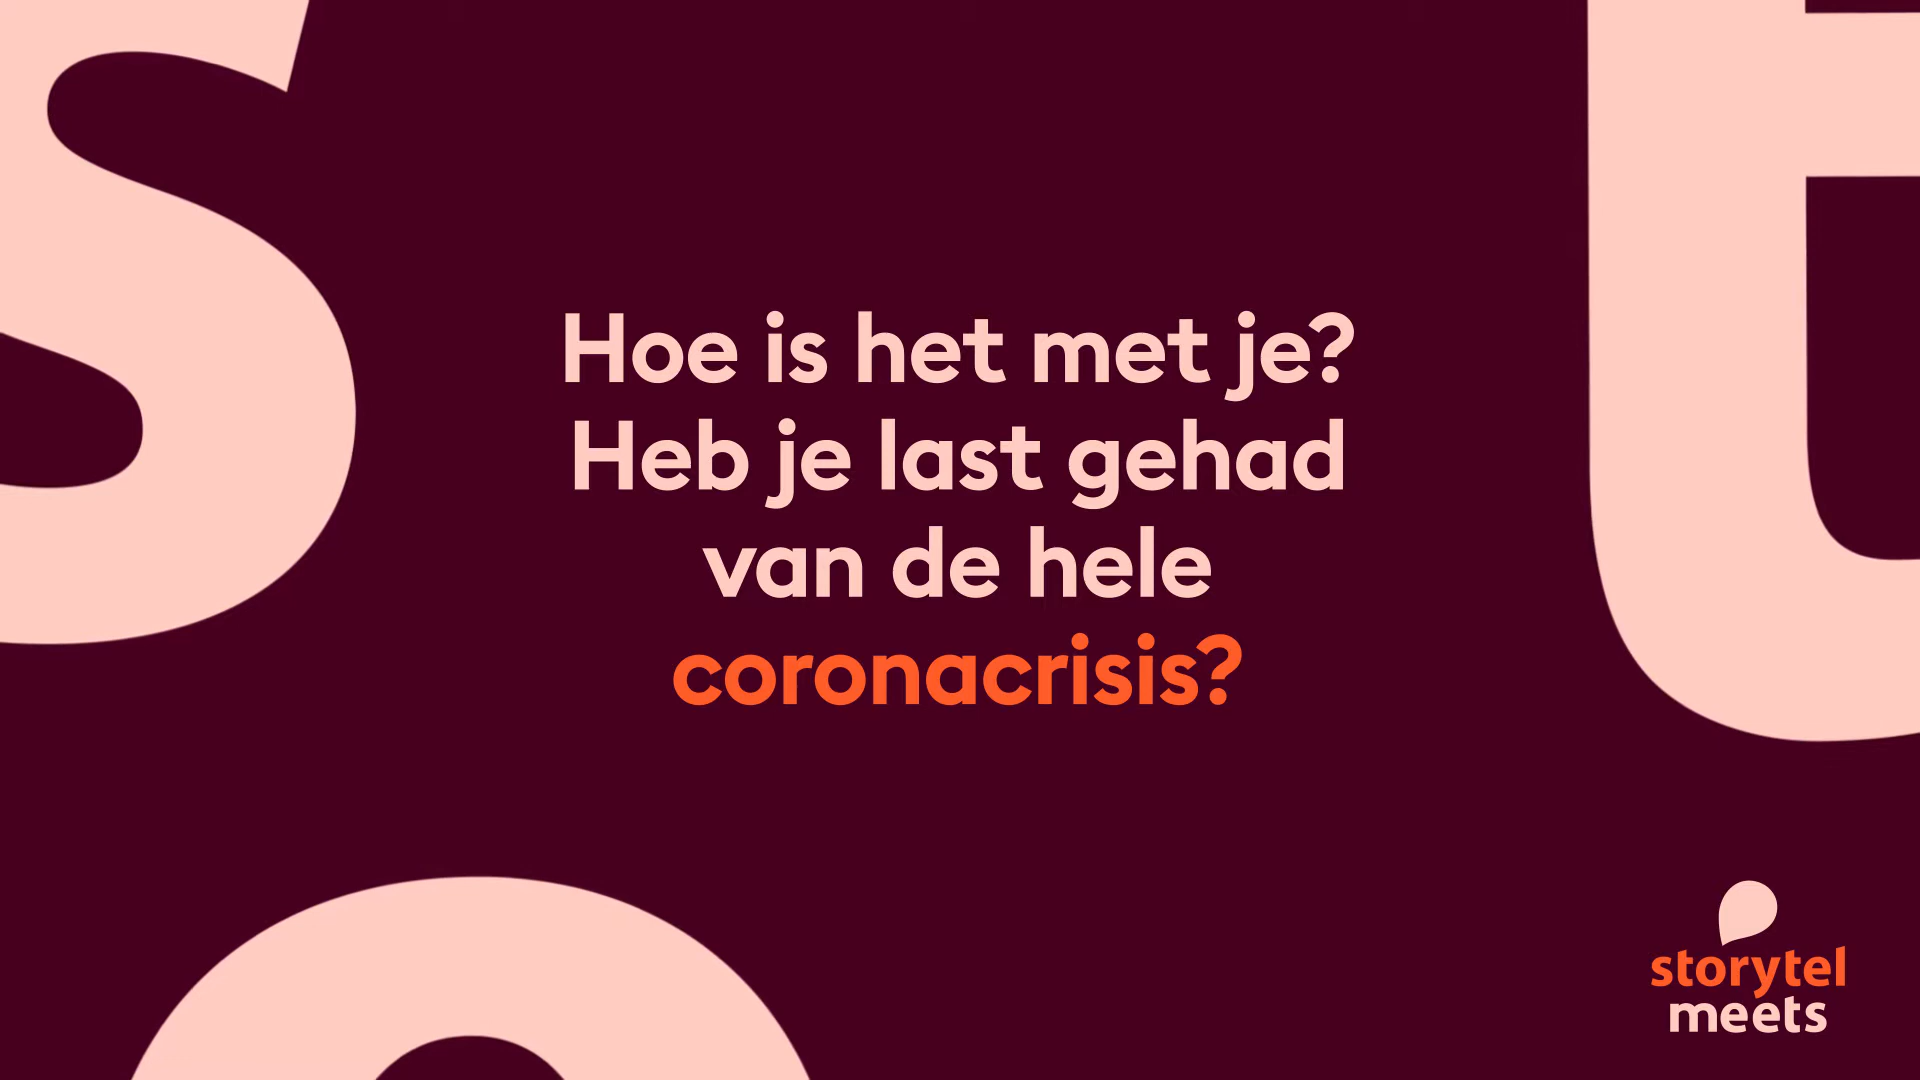 Hoe is het met je?
Heb je last gehad
van de hele
coronacrisis?
storytel
meets